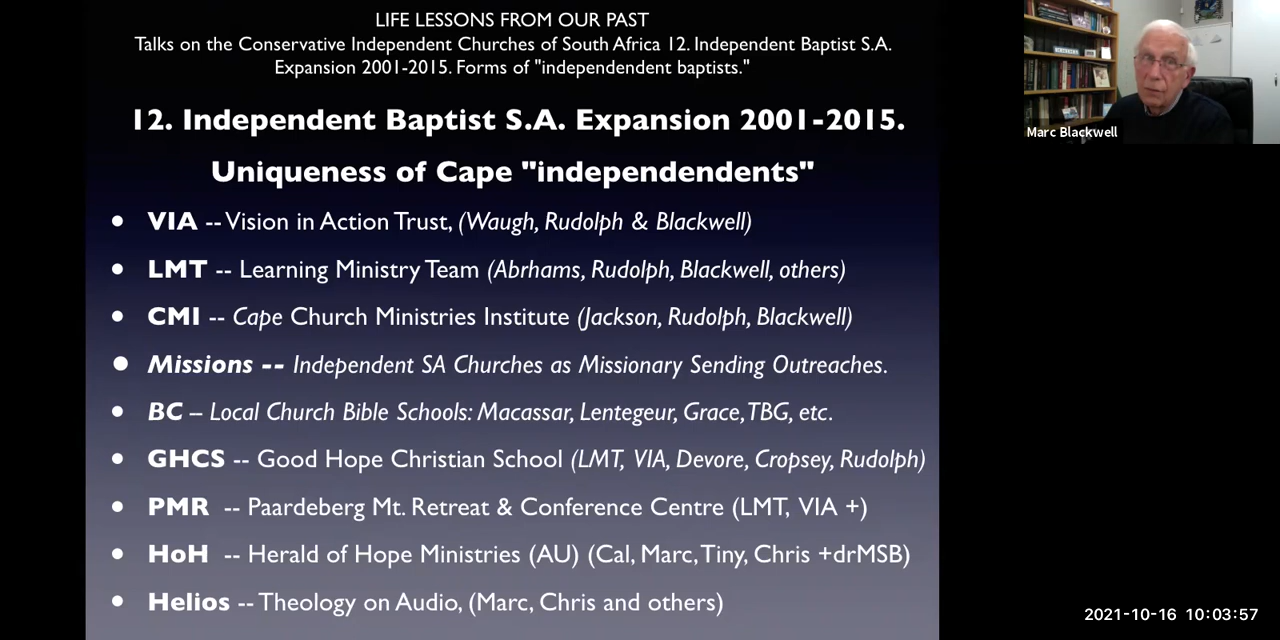 LIFE LESSONS FROM OUR PAST
Talks on the Conservative Independent Churches of South Africa 12. Independent Baptist S.A.
Expansion 2001-2015. Forms of "independendent baptists."
12. Independent Baptist S.A. Expansion 2001-2015.
Uniqueness of Cape "independendents"
• VIA -- Vision in Action Trust, (Waugh, Rudolph & Blackwell)
• LMT -- Learning Ministry Team (Abrhams, Rudolph, Blackwell, others)
• CMI -- Cape Church Ministries Institute (Jackson, Rudolph, Blackwell)
• Missions -- Independent SA Churches as Missionary Sending Outreaches.
• BC – Local Church Bible Schools: Macassar, Lentegeur, Grace, TBG, etc.
• GHCS -- Good Hope Christian School (LMT, VIA, Devore, Cropsey, Rudolph)
• PMR -- Paardeberg Mt. Retreat & Conference Centre (LMT, VIA +)
• HoH -- Herald of Hope Ministries (AU) (Cal, Marc, Tiny, Chris +drMSB)
• Helios -- Theology on Audio, (Marc, Chris and others)
Marc Blackwell
2021-10-16 10:03:57